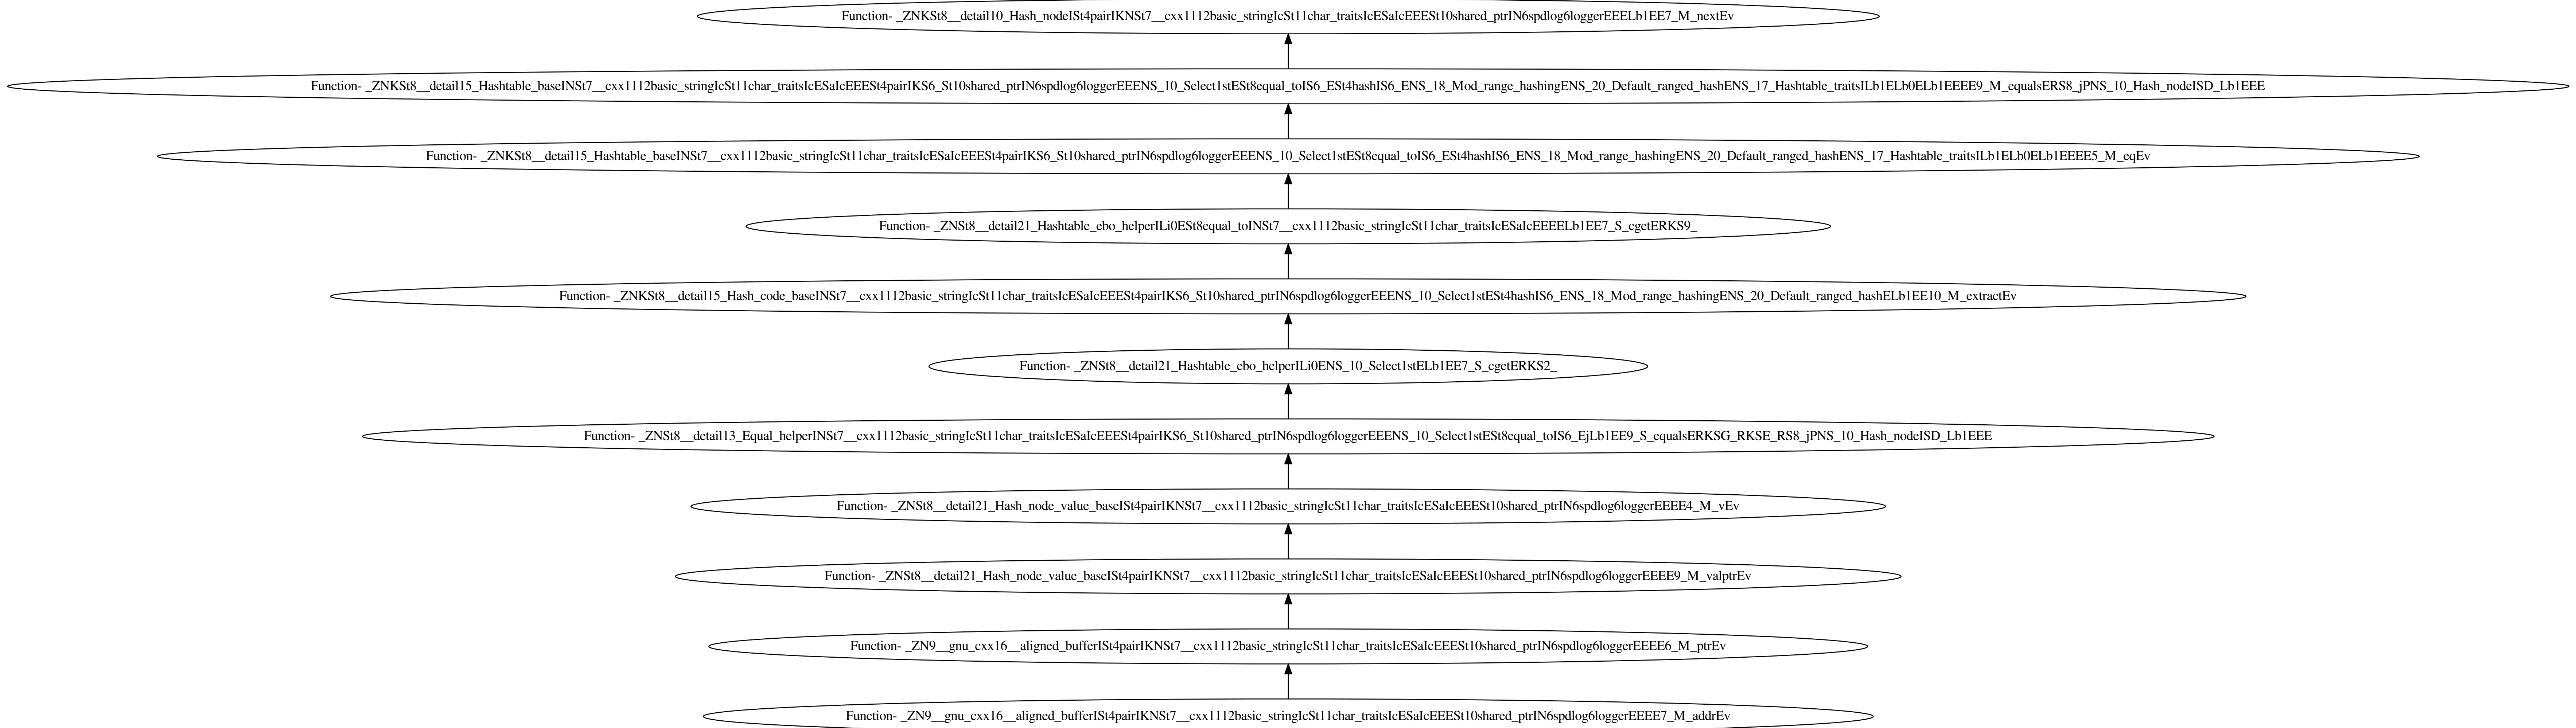 Function- _ZNKSt8__detail10_Hash_nodeISt4pairIKNSt7__cxx1112basic_stringIcSt11char_traitsIcESaIcEEESt10shared_ptrIN6spdlog6loggerEEELb1EE7_M_nextEv
Function- _ZNKSt8__detail15_Hashtable_baseINSt7__cxx1112basic_stringIcSt11char_traitsIcESaIcEEESt4pairIKS6_St10shared_ptrIN6spdlog6loggerEEENS_10_Select1stESt8equal_toIS6_ESt4hashIS6_ENS_18_Mod_range_hashingENS_20_Default_ranged_hashENS_17_Hashtable_traitsILb1ELb0ELb1EEEE9_M_equalsERS8_jPNS_10_Hash_nodeISD_Lb1EEE
Function- _ZNKSt8__detail15_Hashtable_baseINSt7__cxx1112basic_stringIcSt11char_traitsIcESaIcEEESt4pairIKS6_St10shared_ptrIN6spdlog6loggerEEENS_10_Select1stESt8equal_toIS6_ESt4hashIS6_ENS_18_Mod_range_hashingENS_20_Default_ranged_hashENS_17_Hashtable_traitsILb1ELb0ELb1EEEE5_M_eqEv
Function- _ZNSt8__detail21_Hashtable_ebo_helperILi0ESt8equal_toINSt7__cxx1112basic_stringIcSt11char_traitsIcESaIcEEEELb1EE7_S_cgetERKS9_
Function- _ZNKSt8__detail15_Hash_code_baseINSt7__cxx1112basic_stringIcSt11char_traitsIcESaIcEEESt4pairIKS6_St10shared_ptrIN6spdlog6loggerEEENS_10_Select1stESt4hashIS6_ENS_18_Mod_range_hashingENS_20_Default_ranged_hashELb1EE10_M_extractEv
Function- _ZNSt8__detail21_Hashtable_ebo_helperILi0ENS_10_Select1stELb1EE7_S_cgetERKS2_
Function- _ZNSt8__detail13_Equal_helperINSt7__cxx1112basic_stringIcSt11char_traitsIcESaIcEEESt4pairIKS6_St10shared_ptrIN6spdlog6loggerEEENS_10_Select1stESt8equal_toIS6_EjLb1EE9_S_equalsERKSG_RKSE_RS8_jPNS_10_Hash_nodeISD_Lb1EEE
Function- _ZNSt8__detail21_Hash_node_value_baseISt4pairIKNSt7__cxx1112basic_stringIcSt11char_traitsIcESaIcEEESt10shared_ptrIN6spdlog6loggerEEEE4_M_vEv
Function- _ZNSt8__detail21_Hash_node_value_baseISt4pairIKNSt7__cxx1112basic_stringIcSt11char_traitsIcESaIcEEESt10shared_ptrIN6spdlog6loggerEEEE9_M_valptrEv
Function- _ZN9__gnu_cxx16__aligned_bufferISt4pairIKNSt7__cxx1112basic_stringIcSt11char_traitsIcESaIcEEESt10shared_ptrIN6spdlog6loggerEEEE6_M_ptrEv
Function- _ZN9__gnu_cxx16__aligned_bufferISt4pairIKNSt7__cxx1112basic_stringIcSt11char_traitsIcESaIcEEESt10shared_ptrIN6spdlog6loggerEEEE7_M_addrEv